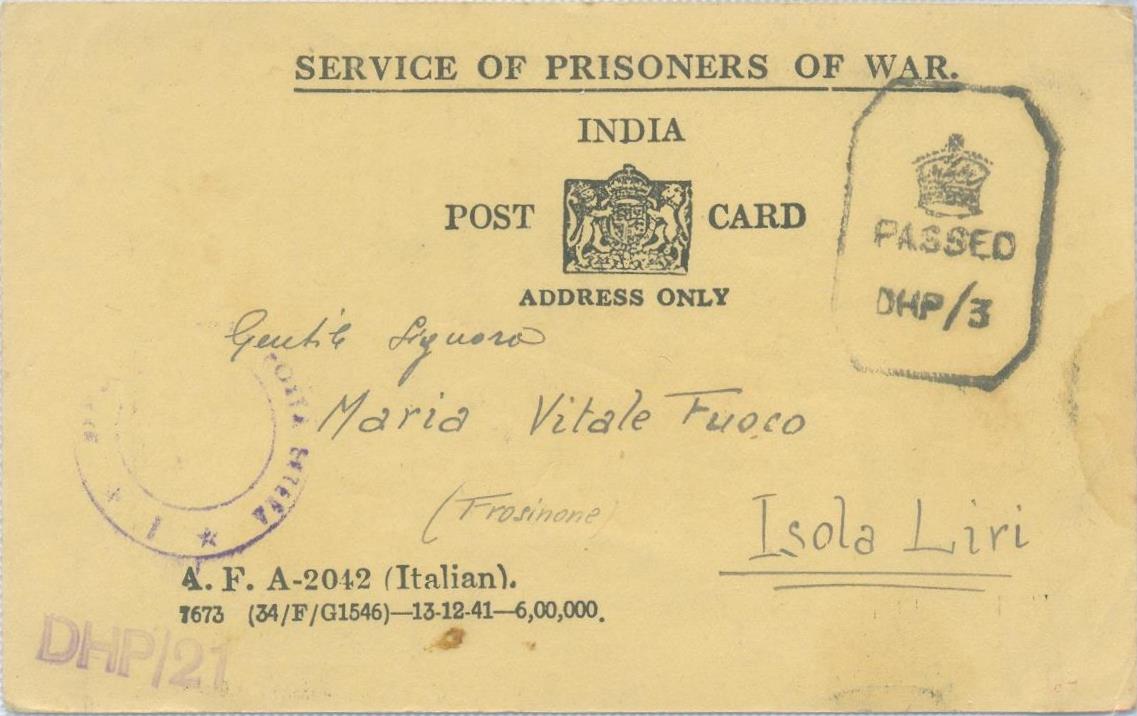 SERVICE OF PRISONERS OF WAR.
INDIA
POST CARD
ADDRESS ONLY
PASSED
DHP/3
Gentile Signora
Maria Vitale Fuoco
(Frosinone)
Isola Liri
1
A. F. A-2042 (Italian).
7673 (34/F/G1546)—13-12-41—6,00,000.
DHP/21